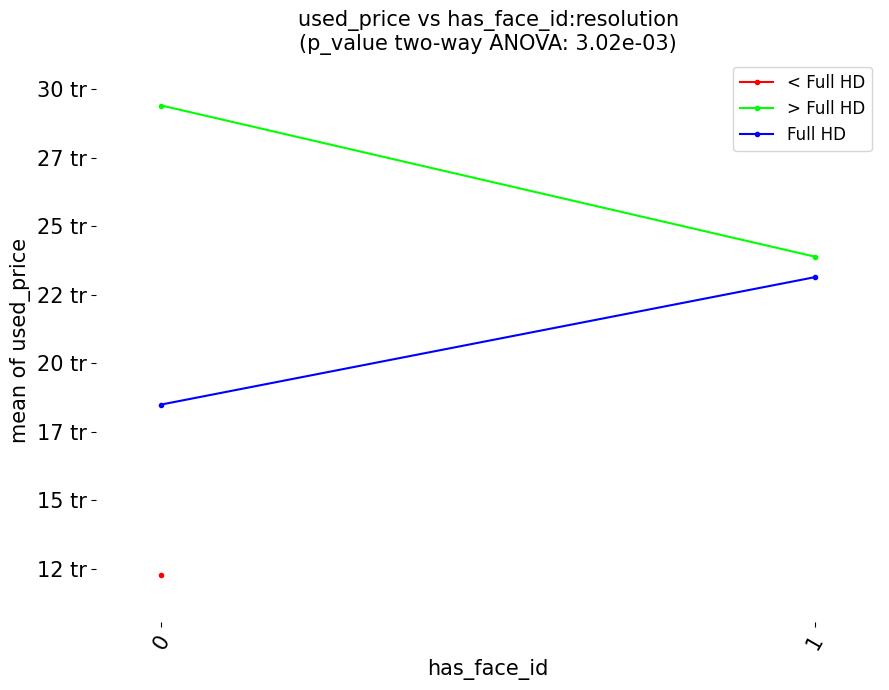 used_price vs has_face_id:resolution
(p_value two-way ANOVA: 3.02e-03)
< Full HD
> Full HD
Full HD
30 tr
27 tr
25 tr
22 tr
20 tr
17 tr
15 tr
12 tr
mean of used_price
0
1
has_face_id